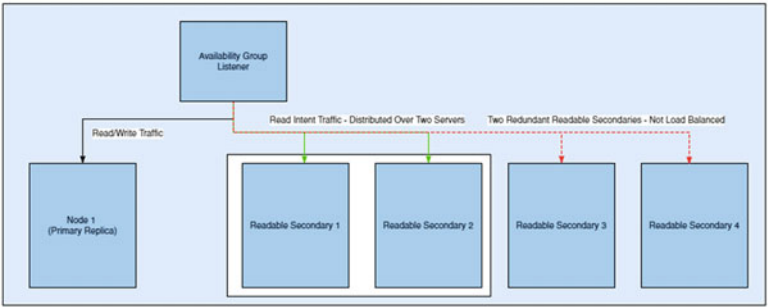 Availability Group
Listener
Read Intent Traffic - Distributed Over Two Servers
Two Redundant Readable Secondaries - Not Load Balanced
Read/Write Traffic
Node 1
(Primary Replica)
Readable Secondary 1
Readable Secondary 2
Readable Secondary 3
Readable Secondary 4